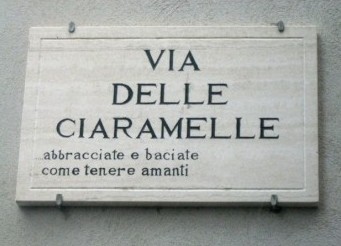 VIA
DELLE
CIARAMELLE
abbracciate e baciate
come tenere amanti